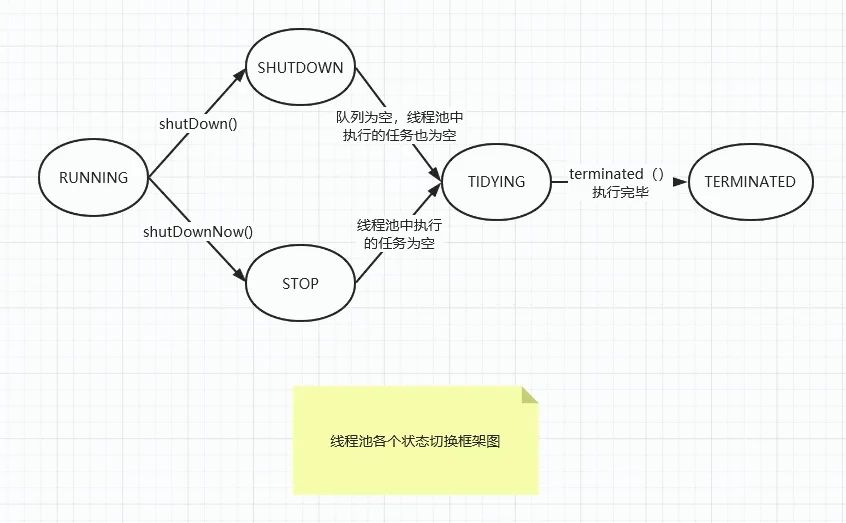 SHUTDOWN
shutDown()
队列为空，线程池中
执行的任务也为空
RUNNING
TIDYING
terminated（）
执行完毕
TERMINATED
shutDownNow()
线程池中执行
的任务为空
STOP
线程池各个状态切换框架图